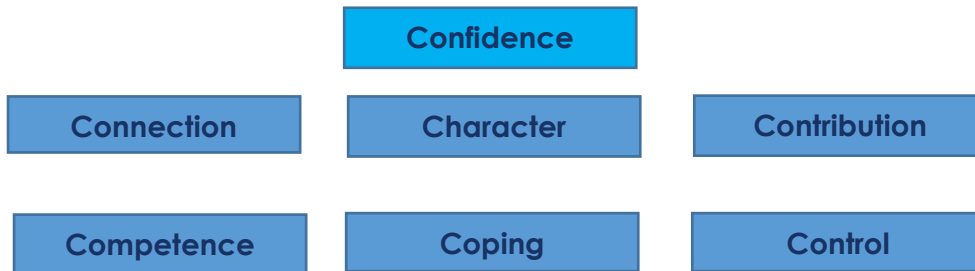 Confidence
Connection
Character
Contribution
Competence
Coping
Control